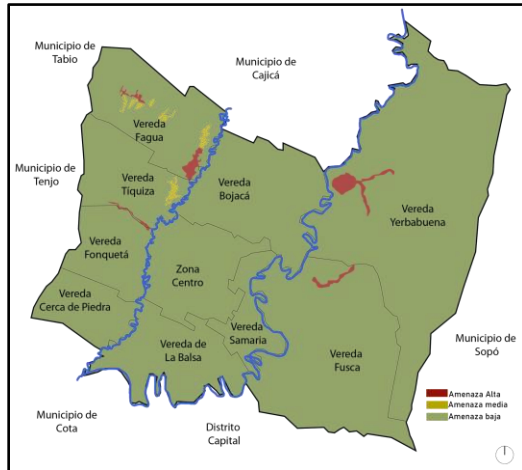 Municipio de
Tabio
Municipio de
Cajicá
Vereda
Fagua
Municipio de
Tenjo
Vereda
Tiquiza
Vereda
Bojacá
Vereda
Yerbabuena
Vereda
Fonquetá
Zona
Centro
Vereda
Cerca de Piedra
Vereda
Samaria
Vereda de
La Balsa
Vereda
Fusca
Municipio de
Sopó
Amenaza Alta
Amenaza media
Amenaza baja
Municipio de
Cota
Distrito
Capital